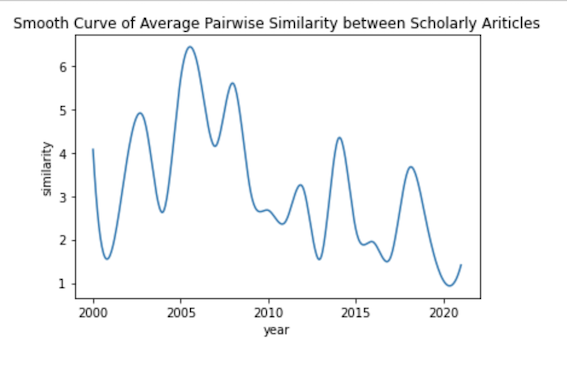 Smooth Curve of Average Pairwise Similarity between Scholarly Ariticles
6
5
4
3
2
1
similarity
2000 2005 2010 2015 2020
year